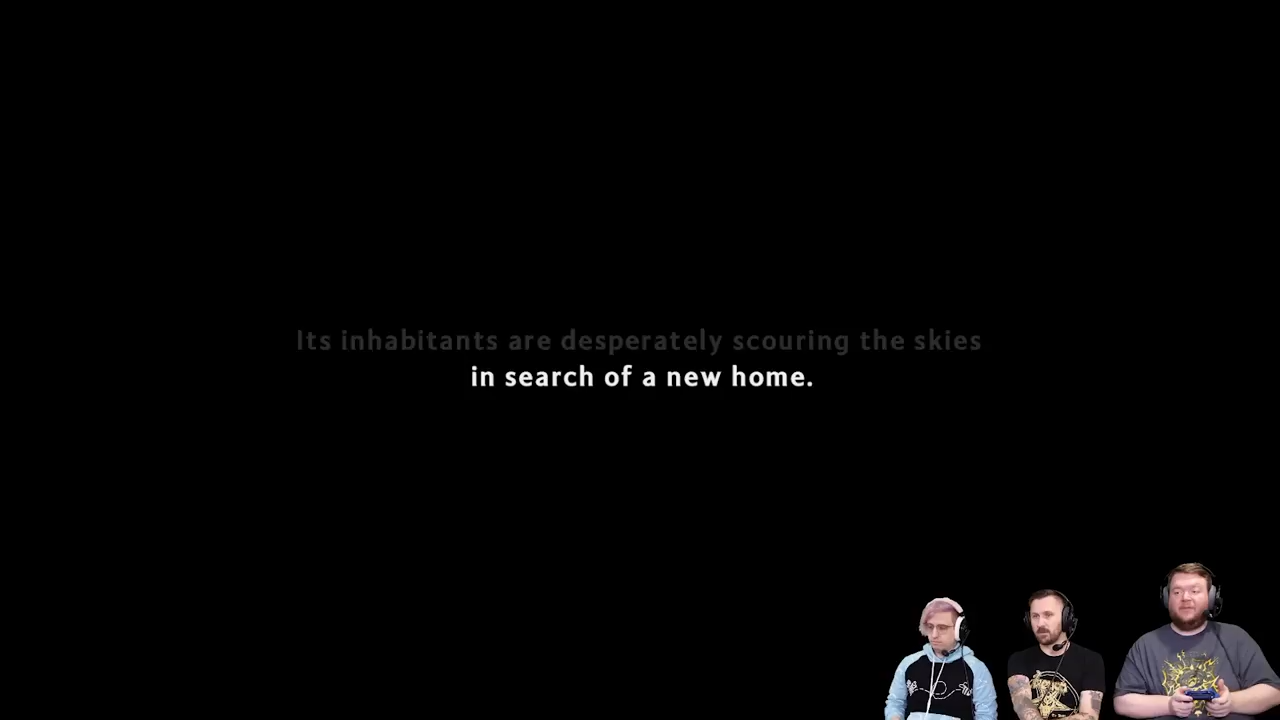 Its inhabitants are desperately scouring the skies
in search of a new home.